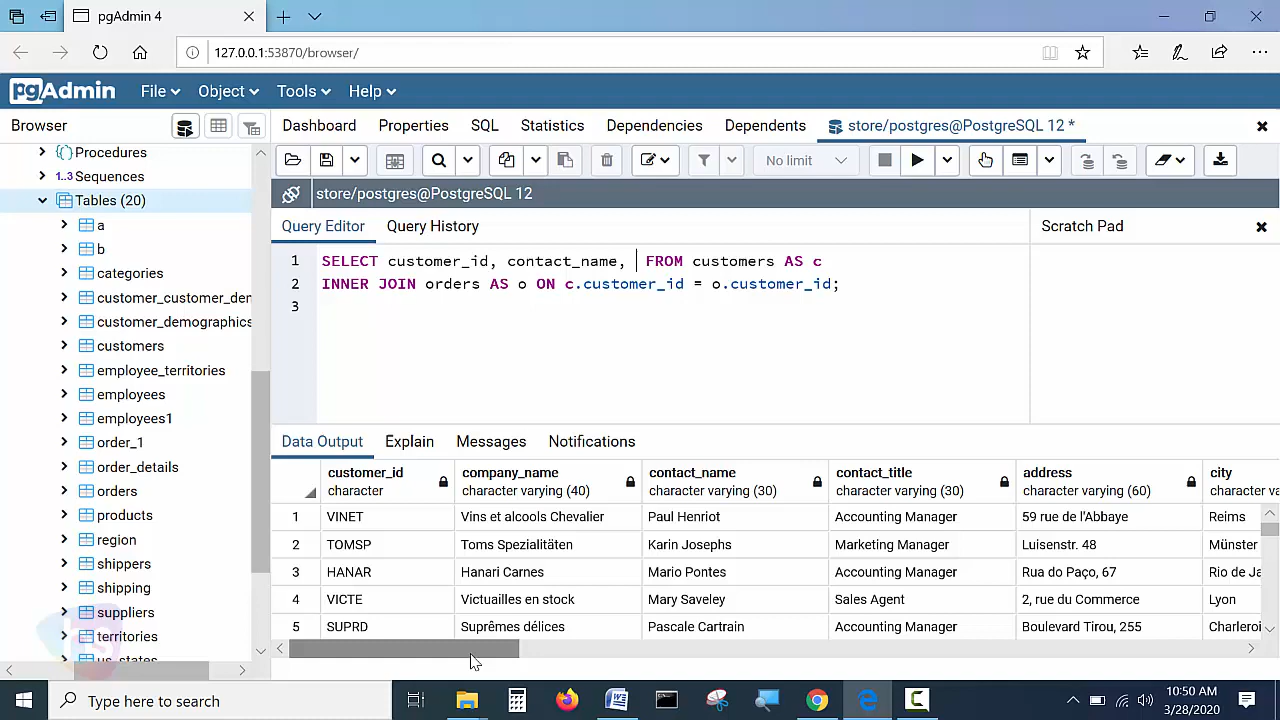 pgAdmin 4
127.0.0.1:53870/browser/
pgAdmin File Object Tools Help
Browser
Dashboard Properties SQL Statistics Dependencies Dependents store/postgres@PostgreSQL 12 *
No limit
store/postgres@PostgreSQL 12
Query Editor Query History
Scratch Pad
1 SELECT customer_id, contact_name, FROM customers AS c
2 INNER JOIN orders AS o ON c.customer_id = o.customer_id;
3
Procedures
1..3 Sequences
Tables (20)
a
b
categories
customer_customer_dem
customer_demographics
customers
employee_territories
employees
employees1
order_1
order_details
orders
products
region
shippers
shipping
suppliers
territories
us_states
Data Output Explain Messages Notifications
customer_id company_name contact_name contact_title address city
character character varying (40) character varying (30) character varying (30) character varying (60) character va
1 VINET Vins et alcools Chevalier Paul Henriot Accounting Manager 59 rue de l'Abbaye Reims
2 TOMSP Toms Spezialitäten Karin Josephs Marketing Manager Luisenstr. 48 Münster
3 HANAR Hanari Carnes Mario Pontes Accounting Manager Rua do Paço, 67 Rio de Ja
4 VICTE Victuailles en stock Mary Saveley Sales Agent 2, rue du Commerce Lyon
5 SUPRD Suprêmes délices Pascale Cartrain Accounting Manager Boulevard Tirou, 255 Charleroi
Type here to search
10:50 AM
3/28/2020